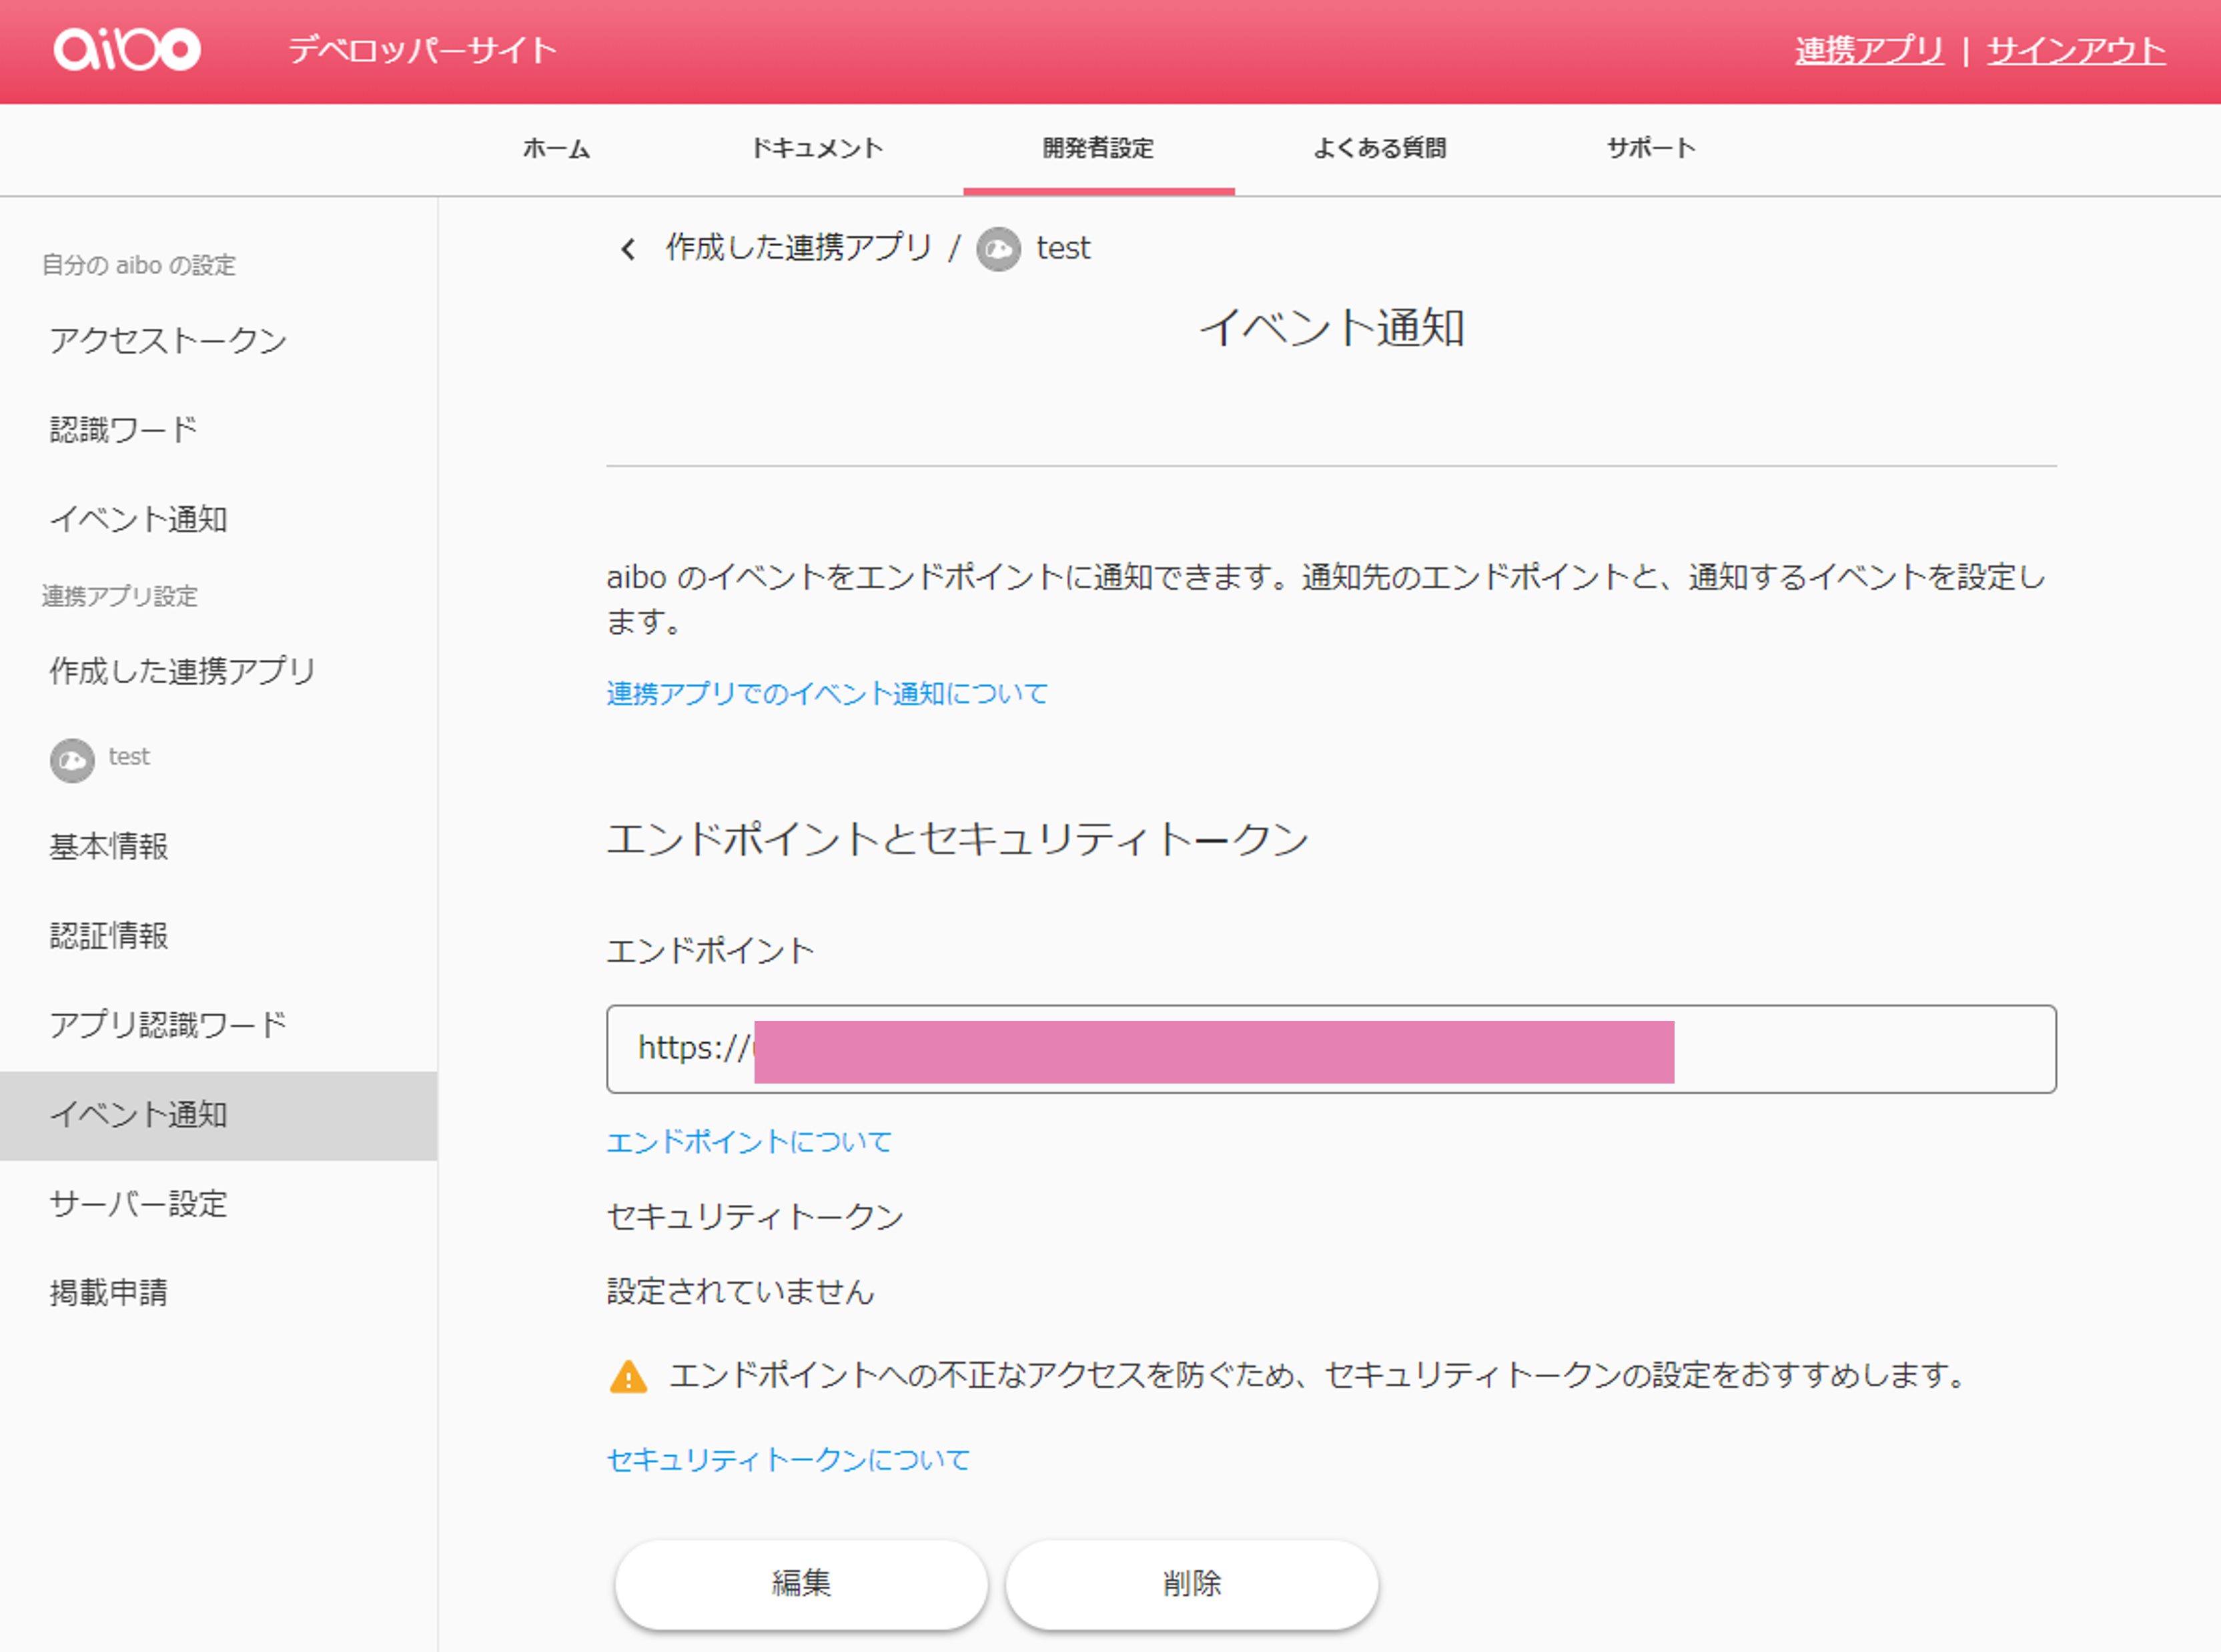 aibo デベロッパーサイト 連携アプリ | サインアウト
ホーム ドキュメント 開発者設定 よくある質問 サポート
自分の aibo の設定
アクセストークン
認識ワード
イベント通知
連携アプリ設定
作成した連携アプリ
test
基本情報
認証情報
アプリ認識ワード
イベント通知
サーバー設定
掲載申請
作成した連携アプリ / test
イベント通知
aibo のイベントをエンドポイントに通知できます。通知先のエンドポイントと、通知するイベントを設定し
ます。
連携アプリでのイベント通知について
エンドポイントとセキュリティトークン
エンドポイント
https://
エンドポイントについて
セキュリティトークン
設定されていません
エンドポイントへの不正なアクセスを防ぐため、セキュリティトークンの設定をおすすめします。
セキュリティトークンについて
編集 削除